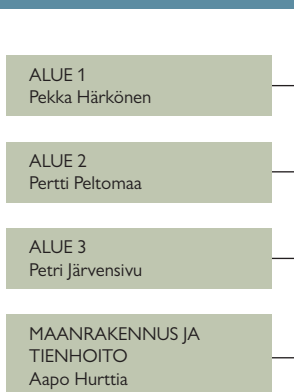 ALUE 1
Pekka Härkönen
ALUE 2
Pertti Peltomaa
ALUE 3
Petri Järvensivu
MAANRAKENNUS JA
TIENHOITO
Aapo Hurttia